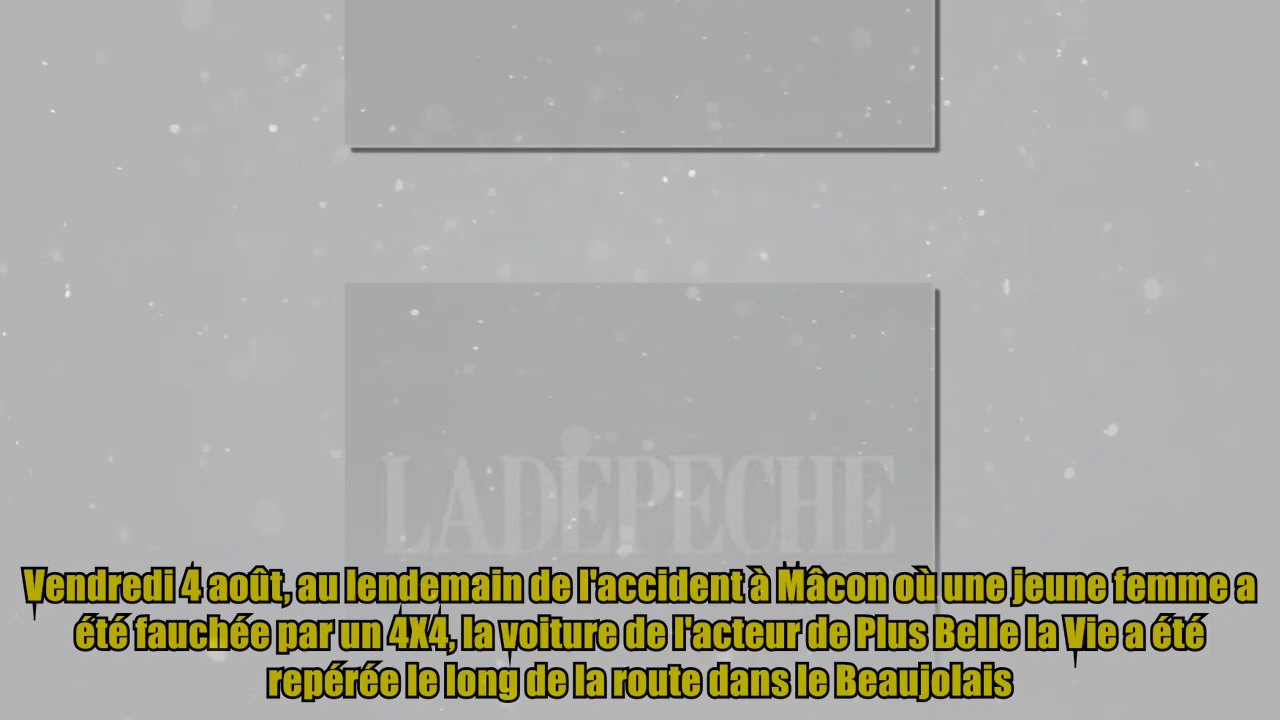 LADEPECHE
Vendredi 4 août, au lendemain de l'accident à Mâcon où une jeune femme a
été fauchée par un 4X4, la voiture de l'acteur de Plus Belle la Vie a été
repérée le long de la route dans le Beaujolais